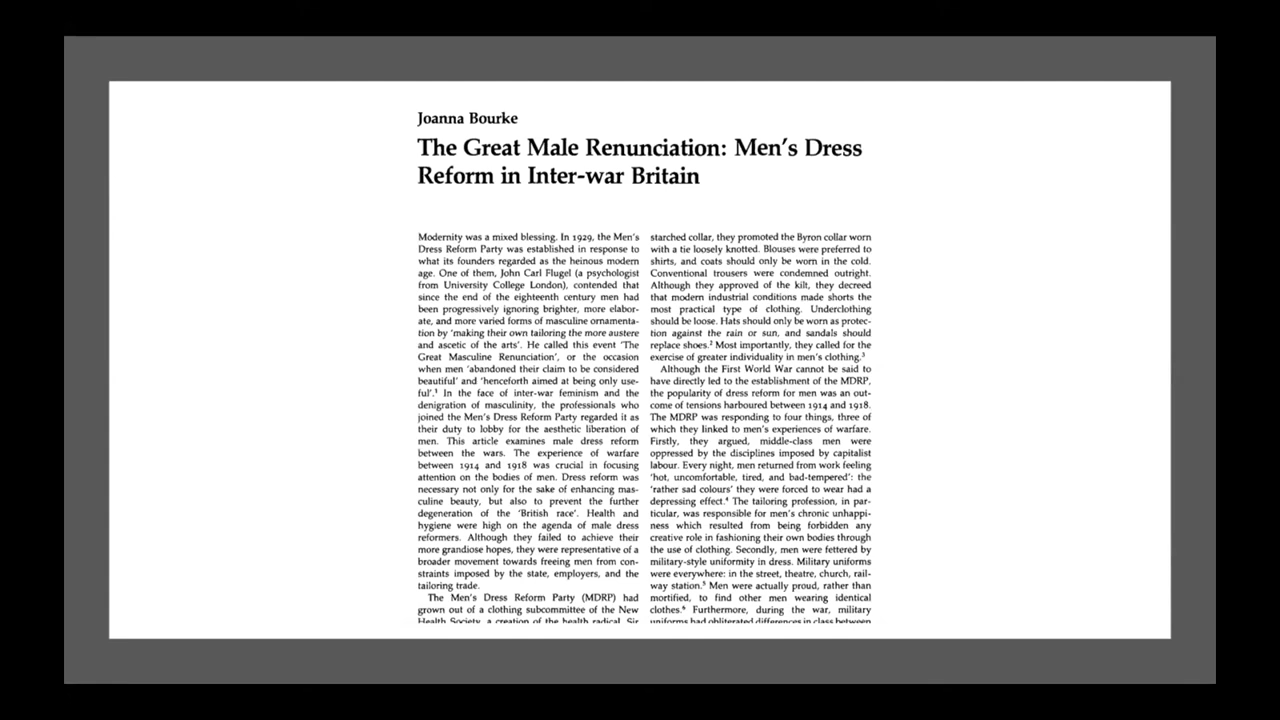 Joanna Bourke
The Great Male Renunciation: Men's Dress
Reform in Inter-war Britain
Modernity was a mixed blessing. In 1929, the Men's
Dress Reform Party was established in response to
what its founders regarded as the heinous modern
age. One of them, John Carl Flugel (a psychologist
from University College London), contended that
since the end of the eighteenth century men had
been progressively ignoring brighter, more elabor-
ate, and more varied forms of masculine ornamenta-
tion by 'making their own tailoring the more austere
and ascetic of the arts'. He called this event 'The
Great Masculine Renunciation', or the occasion
when men 'abandoned their claim to be considered
beautiful' and 'henceforth aimed at being only use-
ful'.¹ In the face of inter-war feminism and the
denigration of masculinity, the professionals who
joined the Men's Dress Reform Party regarded it as
their duty to lobby for the aesthetic liberation of
men. This article examines male dress reform
between the wars. The experience of warfare
between 1914 and 1918 was crucial in focusing
attention on the bodies of men. Dress reform was
necessary not only for the sake of enhancing mas-
culine beauty, but also to prevent the further
degeneration of the 'British race'. Health and
hygiene were high on the agenda of male dress
reformers. Although they failed to achieve their
more grandiose hopes, they were representative of a
broader movement towards freeing men from con-
straints imposed by the state, employers, and the
tailoring trade.
The Men's Dress Reform Party (MDRP) had
grown out of a clothing subcommittee of the New
Health Society, a creation of the health radical, Sir
starched collar, they promoted the Byron collar worn
with a tie loosely knotted. Blouses were preferred to
shirts, and coats should only be worn in the cold.
Conventional trousers were condemned outright.
Although they approved of the kilt, they decreed
that modern industrial conditions made shorts the
most practical type of clothing. Underclothing
should be loose. Hats should only be worn as protec-
tion against the rain or sun, and sandals should
replace shoes.² Most importantly, they called for the
exercise of greater individuality in men's clothing.³
Although the First World War cannot be said to
have directly led to the establishment of the MDRP,
the popularity of dress reform for men was an out-
come of tensions harboured between 1914 and 1918.
The MDRP was responding to four things, three of
which they linked to men's experiences of warfare.
Firstly, they argued, middle-class men were
oppressed by the disciplines imposed by capitalist
labour. Every night, men returned from work feeling
'hot, uncomfortable, tired, and bad-tempered': the
'rather sad colours' they were forced to wear had a
depressing effect.⁴ The tailoring profession, in par-
ticular, was responsible for men's chronic unhappi-
ness which resulted from being forbidden any
creative role in fashioning their own bodies through
the use of clothing. Secondly, men were fettered by
military-style uniformity in dress. Military uniforms
were everywhere: in the street, theatre, church, rail-
way station.⁵ Men were actually proud, rather than
mortified, to find other men wearing identical
clothes.⁶ Furthermore, during the war, military
uniforms had obliterated differences in class between